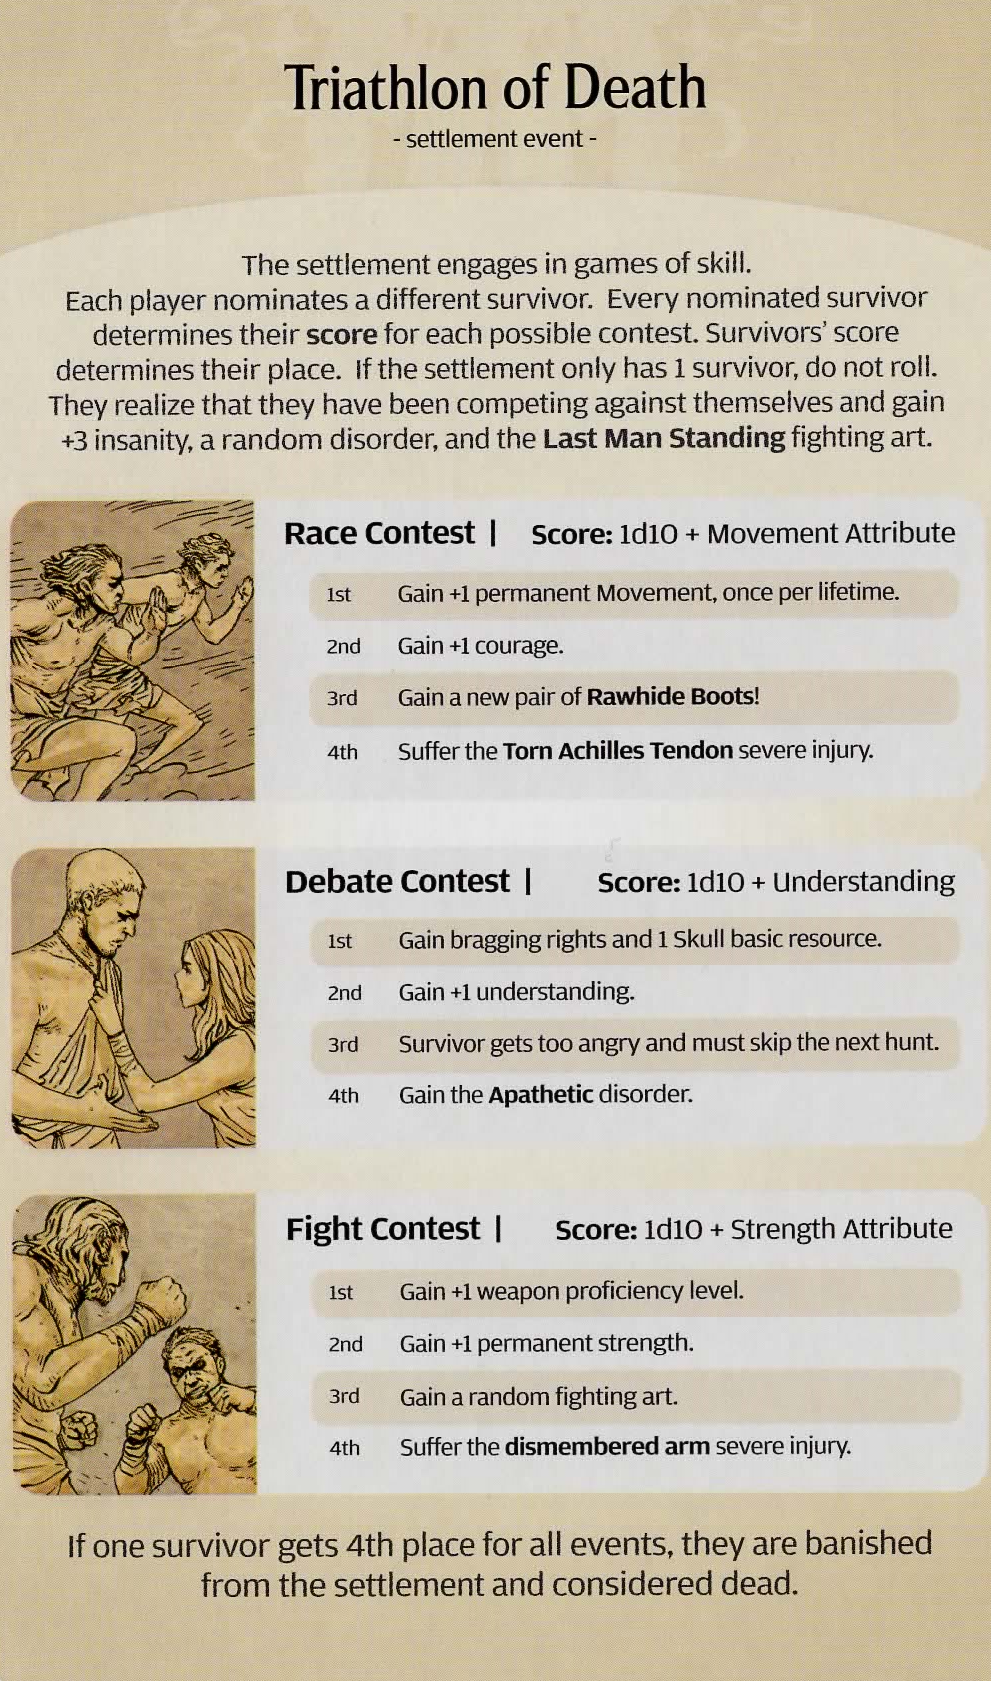 Triathlon of Death
- settlement event -
The settlement engages in games of skill.
Each player nominates a different survivor. Every nominated survivor
determines their score for each possible contest. Survivors' score
determines their place. If the settlement only has 1 survivor, do not roll.
They realize that they have been competing against themselves and gain
+3 insanity, a random disorder, and the Last Man Standing fighting art.
Race Contest | Score: 1d10 + Movement Attribute
1st Gain +1 permanent Movement, once per lifetime.
2nd Gain +1 courage.
3rd Gain a new pair of Rawhide Boots!
4th Suffer the Torn Achilles Tendon severe injury.
Debate Contest | Score: 1d10 + Understanding
1st Gain bragging rights and 1 Skull basic resource.
2nd Gain +1 understanding.
3rd Survivor gets too angry and must skip the next hunt.
4th Gain the Apathetic disorder.
Fight Contest | Score: 1d10 + Strength Attribute
1st Gain +1 weapon proficiency level.
2nd Gain +1 permanent strength.
3rd Gain a random fighting art.
4th Suffer the dismembered arm severe injury.
If one survivor gets 4th place for all events, they are banished
from the settlement and considered dead.